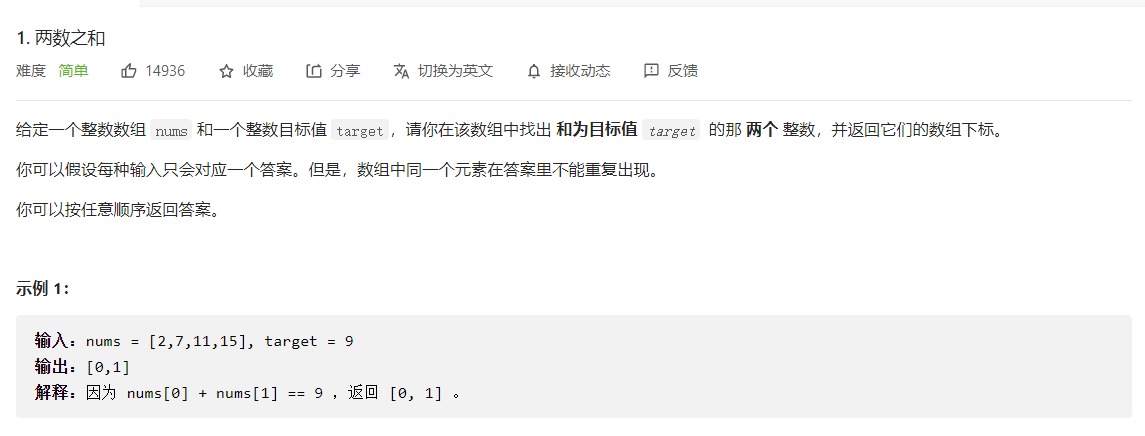 1. 两数之和
难度 简单 14936 收藏 分享 切换为英文 接收动态 反馈
给定一个整数数组 nums 和一个整数目标值 target，请你在该数组中找出 和为目标值 target 的那 两个 整数，并返回它们的数组下标。
你可以假设每种输入只会对应一个答案。但是，数组中同一个元素在答案里不能重复出现。
你可以按任意顺序返回答案。
示例 1：
输入：nums = [2,7,11,15], target = 9
输出：[0,1]
解释：因为 nums[0] + nums[1] == 9 ，返回 [0, 1] 。